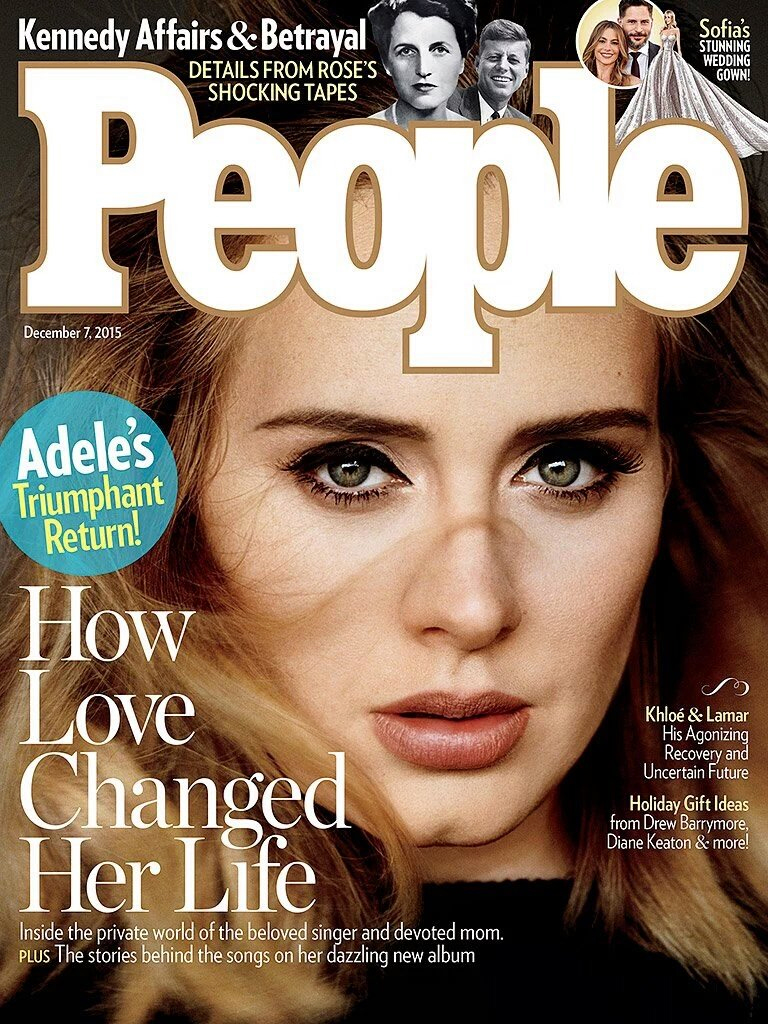 Kennedy Affairs & Betrayal
DETAILS FROM ROSE'S
SHOCKING TAPES
Sofia's
STUNNING
WEDDING
GOWN!
People
December 7, 2015
Adele's
Triumphant
Return!
How
Love
Changed
Her Life
Inside the private world of the beloved singer and devoted mom.
PLUS The stories behind the songs on her dazzling new album
Khloé & Lamar
His Agonizing
Recovery and
Uncertain Future
Holiday Gift Ideas
from Drew Barrymore,
Diane Keaton & more!